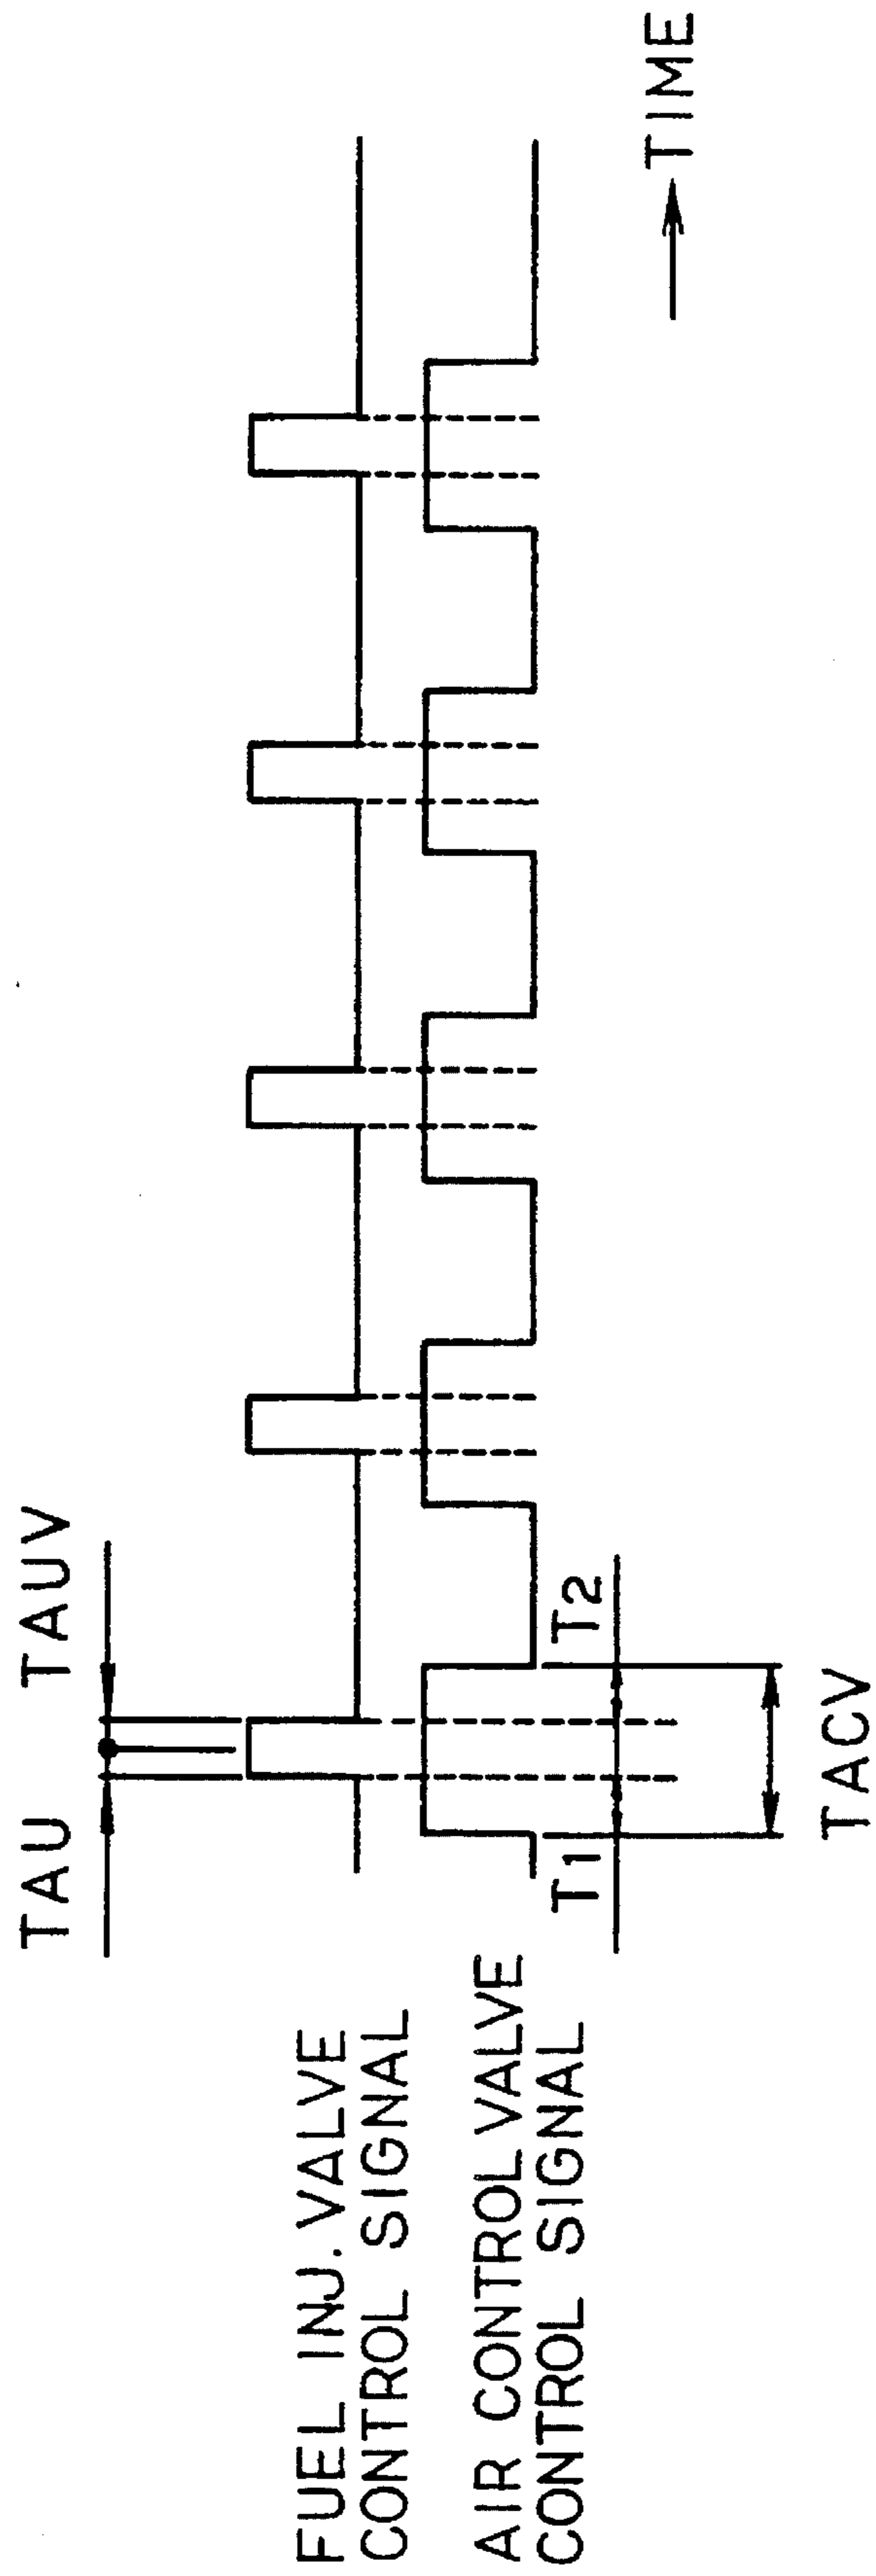 TAU TAUV
FUEL INJ. VALVE
CONTROL SIGNAL
AIR CONTROL VALVE
CONTROL SIGNAL
T1 T2
TACV
TIME